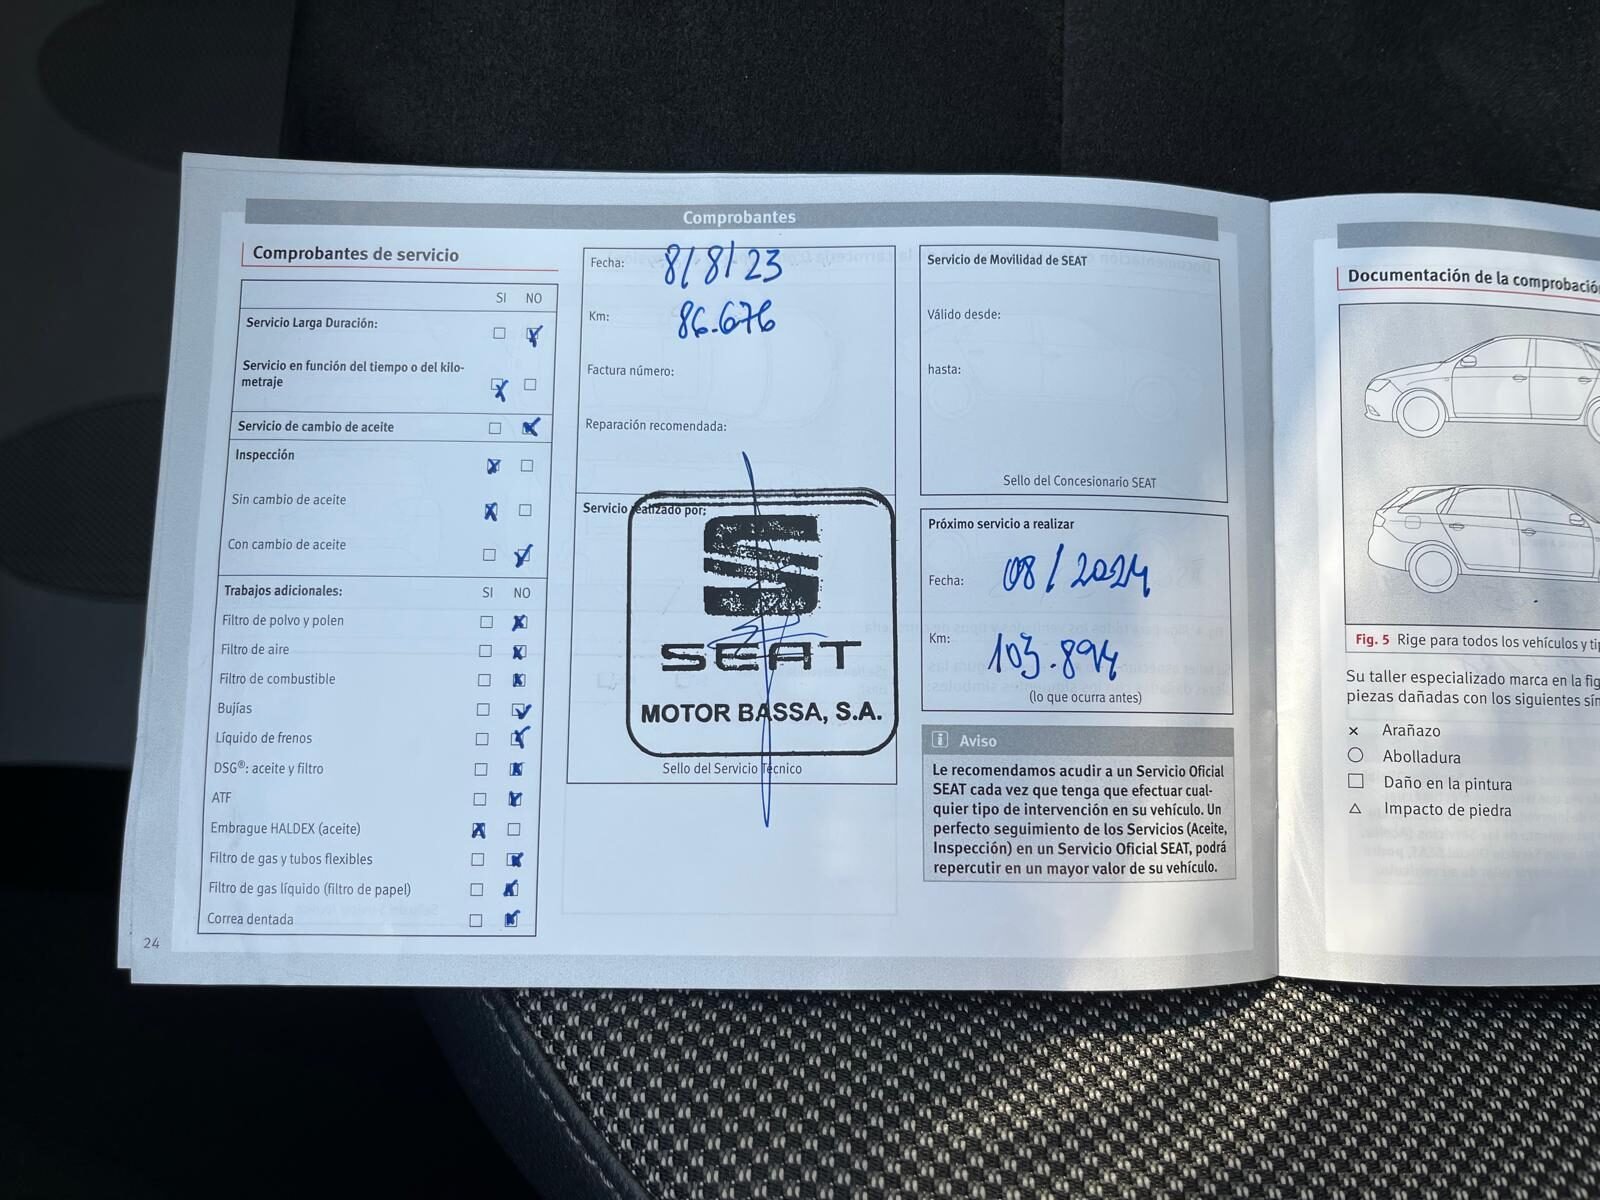 Comprobantes
Comprobantes de servicio
SI NO
Servicio Larga Duración:
Servicio en función del tiempo o del kilo-
metraje
Servicio de cambio de aceite
Inspección
Sin cambio de aceite
Con cambio de aceite
Trabajos adicionales: SI NO
Filtro de polvo y polen
Filtro de aire
Filtro de combustible
Bujías
Líquido de frenos
DSG®: aceite y filtro
ATF
Embrague HALDEX (aceite)
Filtro de gas y tubos flexibles
Filtro de gas líquido (filtro de papel)
Correa dentada
24
Fecha: 8/8/23
Km: 86.676
Factura número:
Reparación recomendada:
Servicio realizado por:
SEAT
MOTOR BASSA, S.A.
Sello del Servicio Técnico
Servicio de Movilidad de SEAT
Válido desde:
hasta:
Sello del Concesionario SEAT
Próximo servicio a realizar
Fecha: 08/2024
Km: 103.894
(lo que ocurra antes)
Aviso
Le recomendamos acudir a un Servicio Oficial
SEAT cada vez que tenga que efectuar cual-
quier tipo de intervención en su vehículo. Un
perfecto seguimiento de los Servicios (Aceite,
Inspección) en un Servicio Oficial SEAT, podrá
repercutir en un mayor valor de su vehículo.
Documentación de la comprobació
Fig. 5 Rige para todos los vehículos y ti
Su taller especializado marca en la fig
piezas dañadas con los siguientes sím
Arañazo
Abolladura
Daño en la pintura
Impacto de piedra